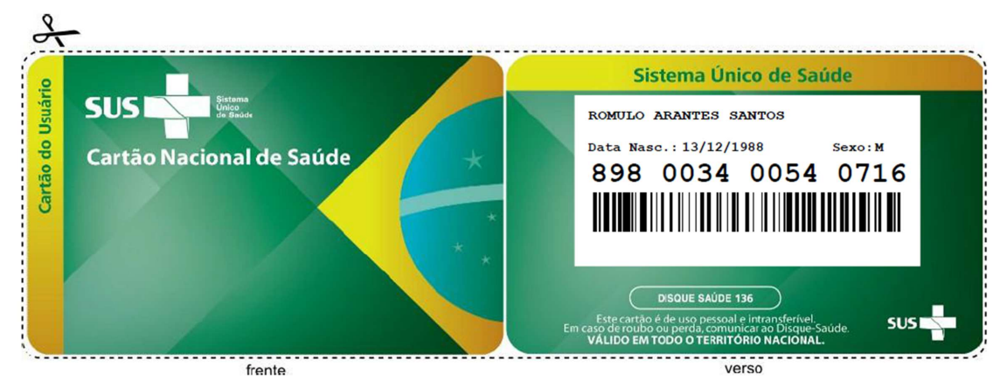 Cartão do Usuário
SUS
Sistema
Único
de Saúde
Cartão Nacional de Saúde
frente
Sistema Único de Saúde
ROMULO ARANTES SANTOS
Data Nasc.: 13/12/1988 Sexo: M
898 0034 0054 0716
DISQUE SAÚDE 136
Este cartão é de uso pessoal e intransferível.
Em caso de roubo ou perda, comunicar ao Disque-Saúde.
VÁLIDO EM TODO O TERRITÓRIO NACIONAL.
SUS
verso